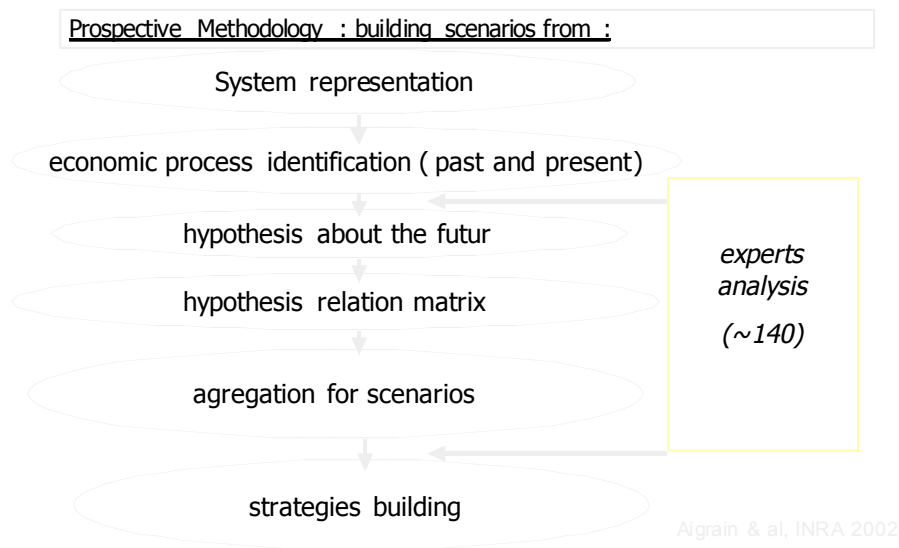 Prospective Methodology : building scenarios from :
System representation
economic process identification ( past and present)
hypothesis about the futur
hypothesis relation matrix
agregation for scenarios
strategies building
experts
analysis
(~140)
Aigrain & al, INRA 2002